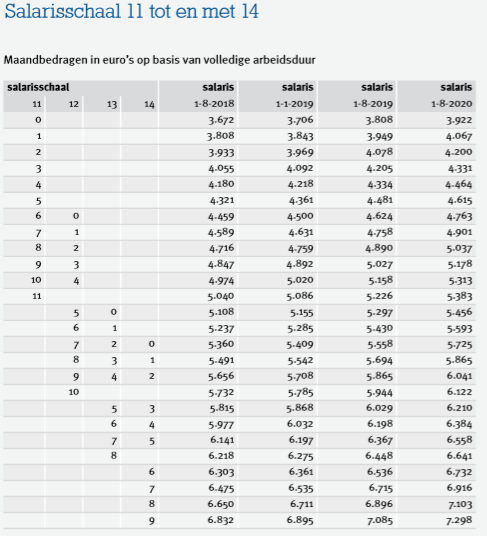 Salarisschaal 11 tot en met 14
Maandbedragen in euro's op basis van volledige arbeidsduur
salarisschaal salaris salaris salaris salaris
11 12 13 14 1-8-2018 1-1-2019 1-8-2019 1-8-2020
0 3.672 3.706 3.808 3.922
1 3.808 3.843 3.949 4.067
2 3.933 3.969 4.078 4.200
3 4.055 4.092 4.205 4.331
4 4.180 4.218 4.334 4.464
5 4.321 4.361 4.481 4.615
6 0 4.459 4.500 4.624 4.763
7 1 4.589 4.631 4.758 4.901
8 2 4.716 4.759 4.890 5.037
9 3 4.847 4.892 5.027 5.178
10 4 4.974 5.020 5.158 5.313
11 5.040 5.086 5.226 5.383
5 0 5.108 5.155 5.297 5.456
6 1 5.237 5.285 5.430 5.593
7 2 0 5.360 5.409 5.558 5.725
8 3 1 5.491 5.542 5.694 5.865
9 4 2 5.656 5.708 5.865 6.041
10 5.732 5.785 5.944 6.122
5 3 5.815 5.868 6.029 6.210
6 4 5.977 6.032 6.198 6.384
7 5 6.141 6.197 6.367 6.558
8 6.218 6.275 6.448 6.641
6 6.303 6.361 6.536 6.732
7 6.475 6.535 6.715 6.916
8 6.650 6.711 6.896 7.103
9 6.832 6.895 7.085 7.298